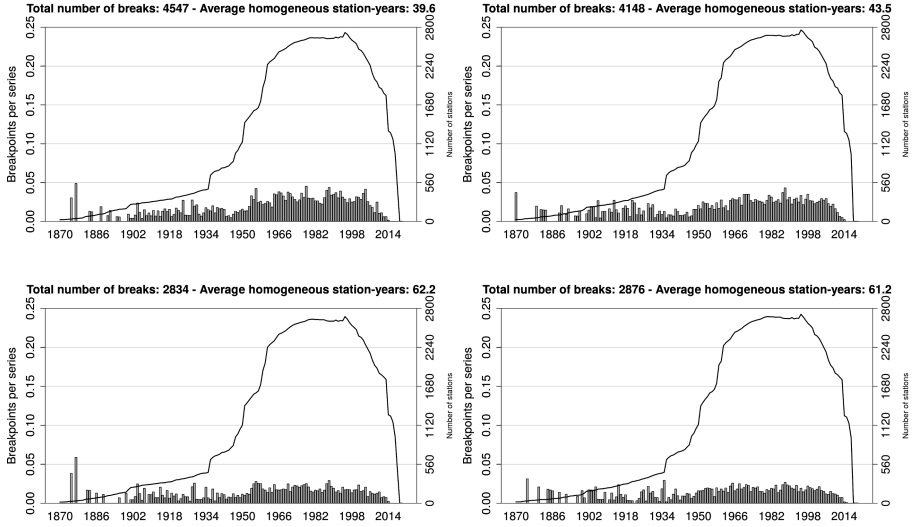 Total number of breaks: 4547 - Average homogeneous station-years: 39.6
Breakpoints per series
0.00 0.05 0.10 0.15 0.20 0.25
0 560 1120 1680 2240 2800
Number of stations
1870 1886 1902 1918 1934 1950 1966 1982 1998 2014
Total number of breaks: 4148 - Average homogeneous station-years: 43.5
Breakpoints per series
0.00 0.05 0.10 0.15 0.20 0.25
0 560 1120 1680 2240 2800
Number of stations
1870 1886 1902 1918 1934 1950 1966 1982 1998 2014
Total number of breaks: 2834 - Average homogeneous station-years: 62.2
Breakpoints per series
0.00 0.05 0.10 0.15 0.20 0.25
0 560 1120 1680 2240 2800
Number of stations
1870 1886 1902 1918 1934 1950 1966 1982 1998 2014
Total number of breaks: 2876 - Average homogeneous station-years: 61.2
Breakpoints per series
0.00 0.05 0.10 0.15 0.20 0.25
0 560 1120 1680 2240 2800
Number of stations
1870 1886 1902 1918 1934 1950 1966 1982 1998 2014